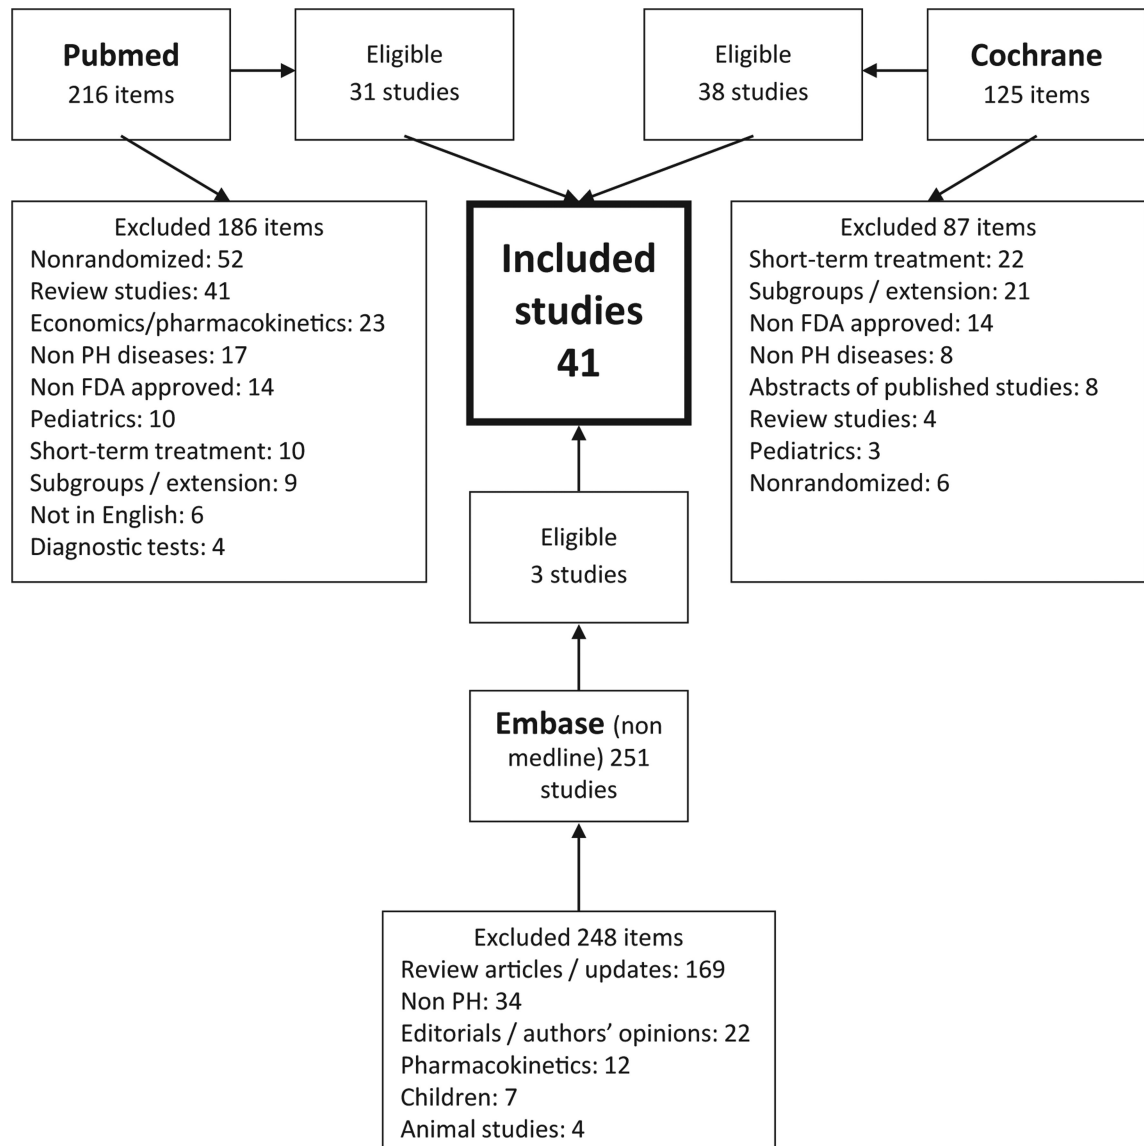 Pubmed
216 items
Eligible
31 studies
Eligible
38 studies
Cochrane
125 items
Excluded 186 items
Nonrandomized: 52
Review studies: 41
Economics/pharmacokinetics: 23
Non PH diseases: 17
Non FDA approved: 14
Pediatrics: 10
Short-term treatment: 10
Subgroups / extension: 9
Not in English: 6
Diagnostic tests: 4
Included
studies
41
Excluded 87 items
Short-term treatment: 22
Subgroups / extension: 21
Non FDA approved: 14
Non PH diseases: 8
Abstracts of published studies: 8
Review studies: 4
Pediatrics: 3
Nonrandomized: 6
Eligible
3 studies
Embase (non
medline) 251
studies
Excluded 248 items
Review articles / updates: 169
Non PH: 34
Editorials / authors’ opinions: 22
Pharmacokinetics: 12
Children: 7
Animal studies: 4